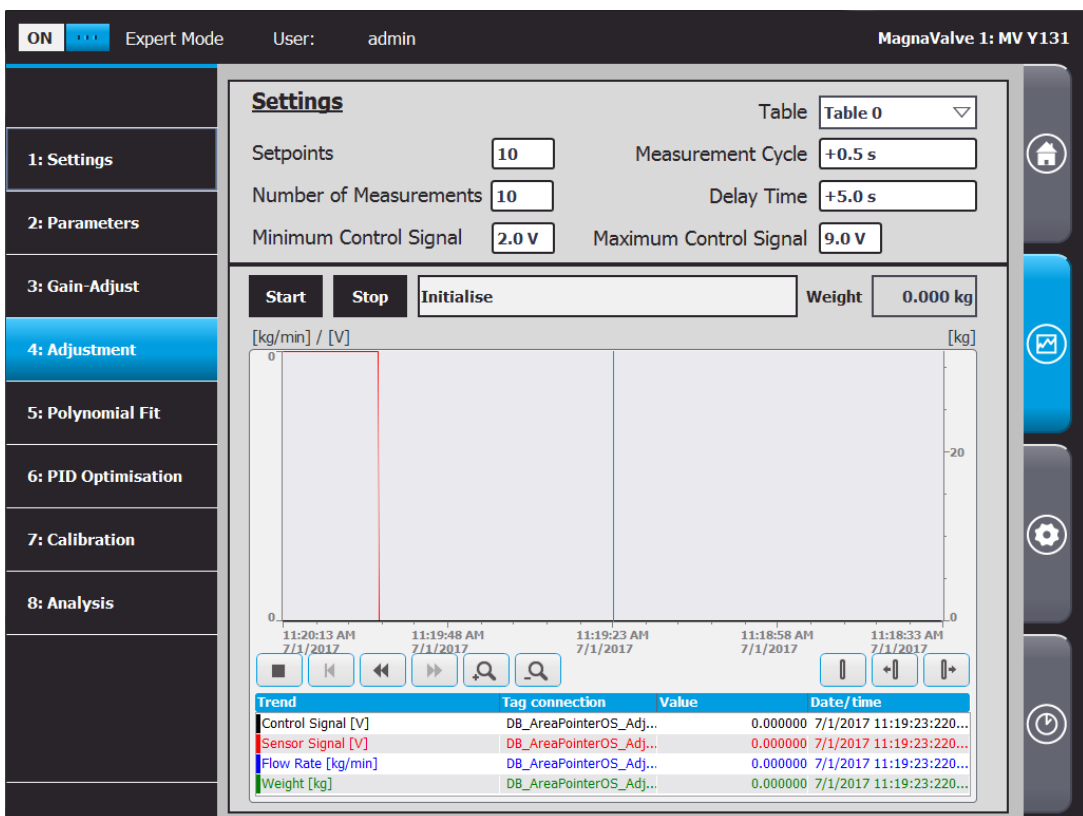 ON Expert Mode User: admin MagnaValve 1: MV Y131
1: Settings
2: Parameters
3: Gain-Adjust
4: Adjustment
5: Polynomial Fit
6: PID Optimisation
7: Calibration
8: Analysis
Settings
Table Table 0
Setpoints 10 Measurement Cycle +0.5 s
Number of Measurements 10 Delay Time +5.0 s
Minimum Control Signal 2.0 V Maximum Control Signal 9.0 V
Start Stop Initialise Weight 0.000 kg
[kg/min] / [V] [kg]
0
20
0 0
11:20:13 AM 11:19:48 AM 11:19:23 AM 11:18:58 AM 11:18:33 AM
7/1/2017 7/1/2017 7/1/2017 7/1/2017 7/1/2017
Trend Tag connection Value Date/time
Control Signal [V] DB_AreaPointerOS_Adj... 0.000000 7/1/2017 11:19:23:220...
Sensor Signal [V] DB_AreaPointerOS_Adj... 0.000000 7/1/2017 11:19:23:220...
Flow Rate [kg/min] DB_AreaPointerOS_Adj... 0.000000 7/1/2017 11:19:23:220...
Weight [kg] DB_AreaPointerOS_Adj... 0.000000 7/1/2017 11:19:23:220...